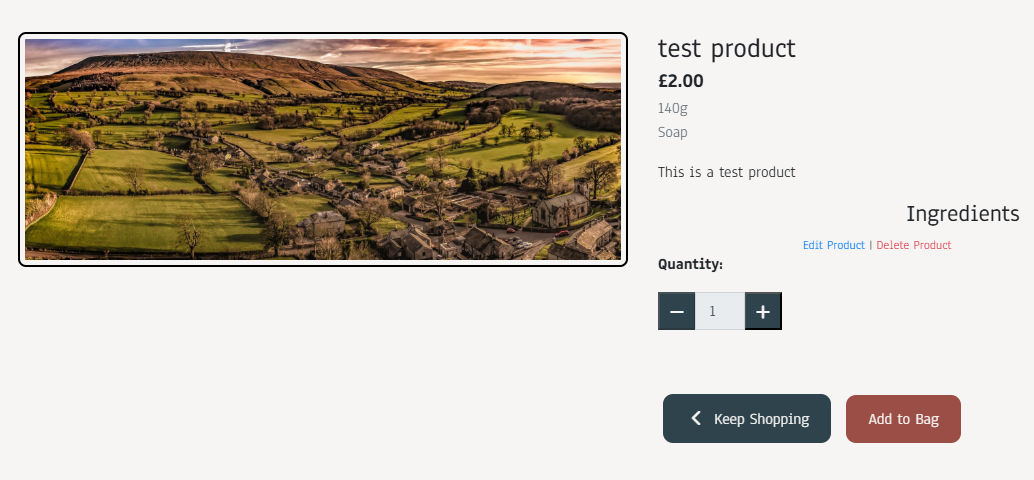 test product
£2.00
140g
Soap
This is a test product
Ingredients
Edit Product | Delete Product
Quantity:
− 1 +
Keep Shopping
Add to Bag